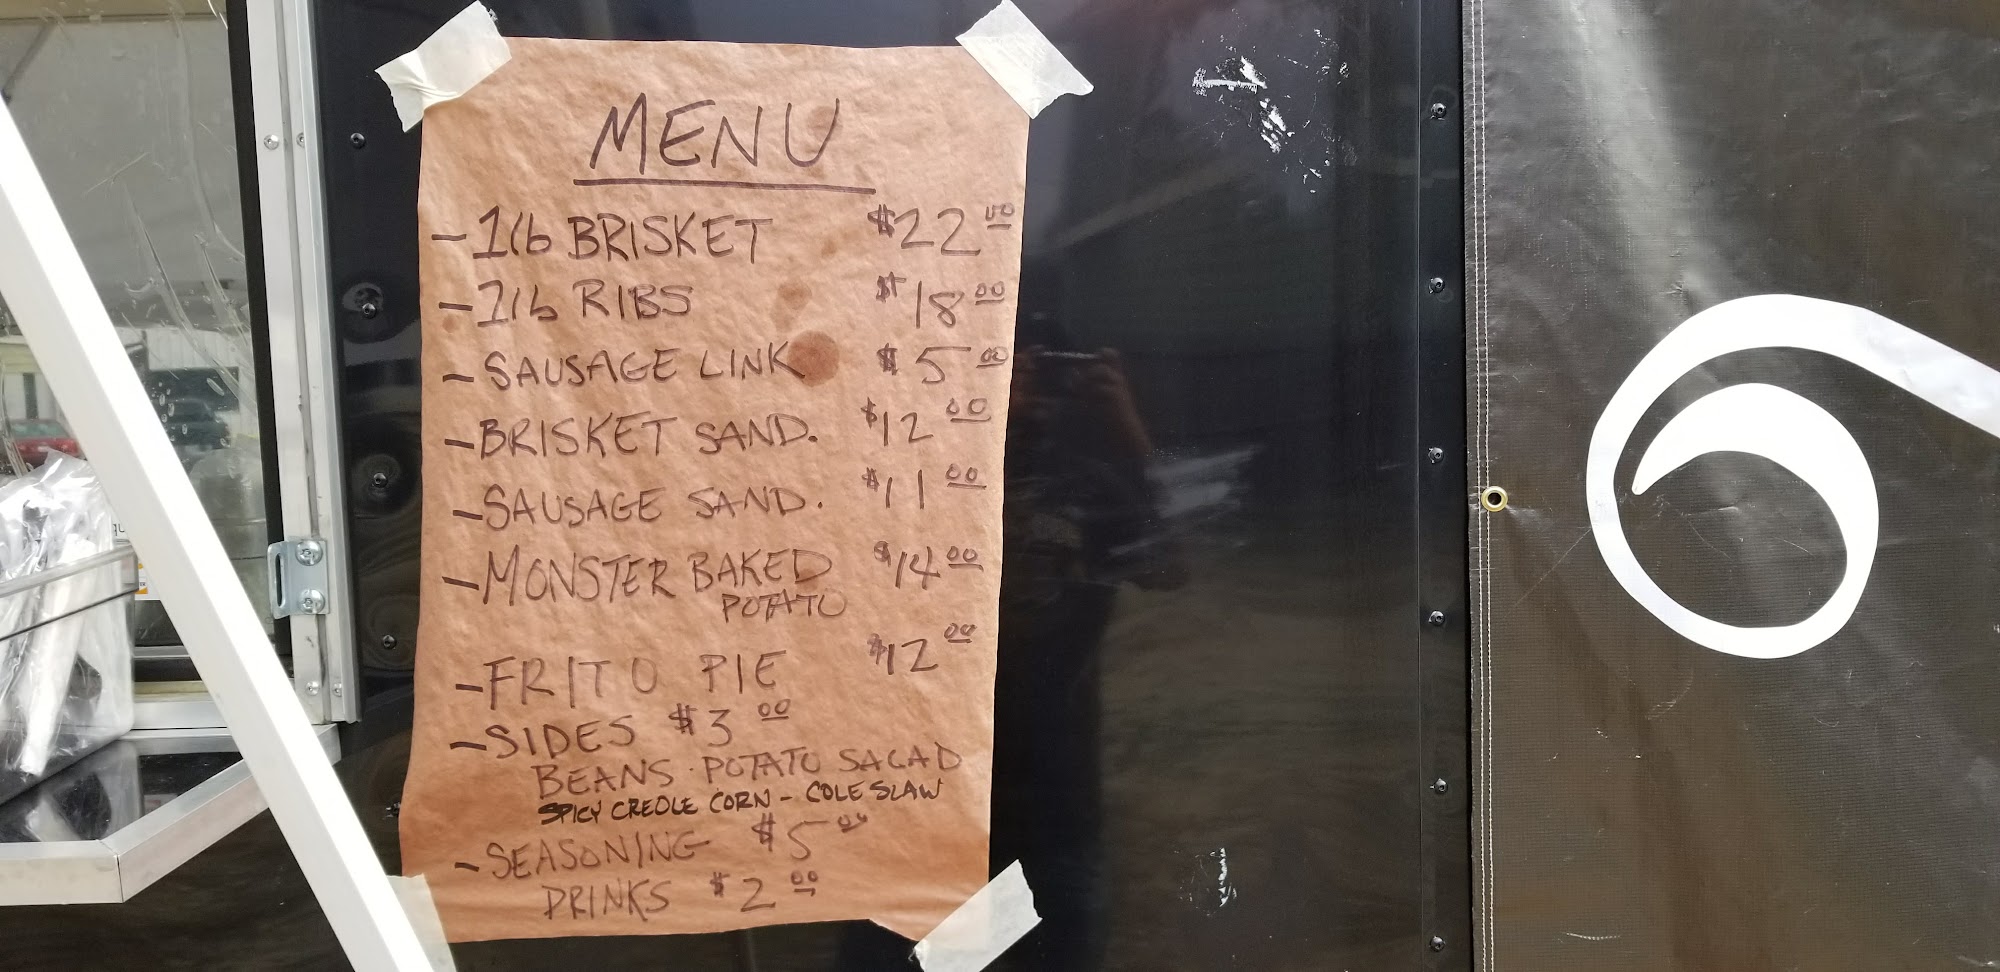 MENU
- 1lb BRISKET $22.00
- 1lb RIBS $18.00
- SAUSAGE LINK $5.00
- BRISKET SAND. $12.00
- SAUSAGE SAND. $11.00
- MONSTER BAKED $14.00
POTATO
- FRITO PIE $12.00
- SIDES $3.00
BEANS · POTATO SALAD
SPICY CREOLE CORN - COLE SLAW
- SEASONING $5.00
DRINKS $2.00